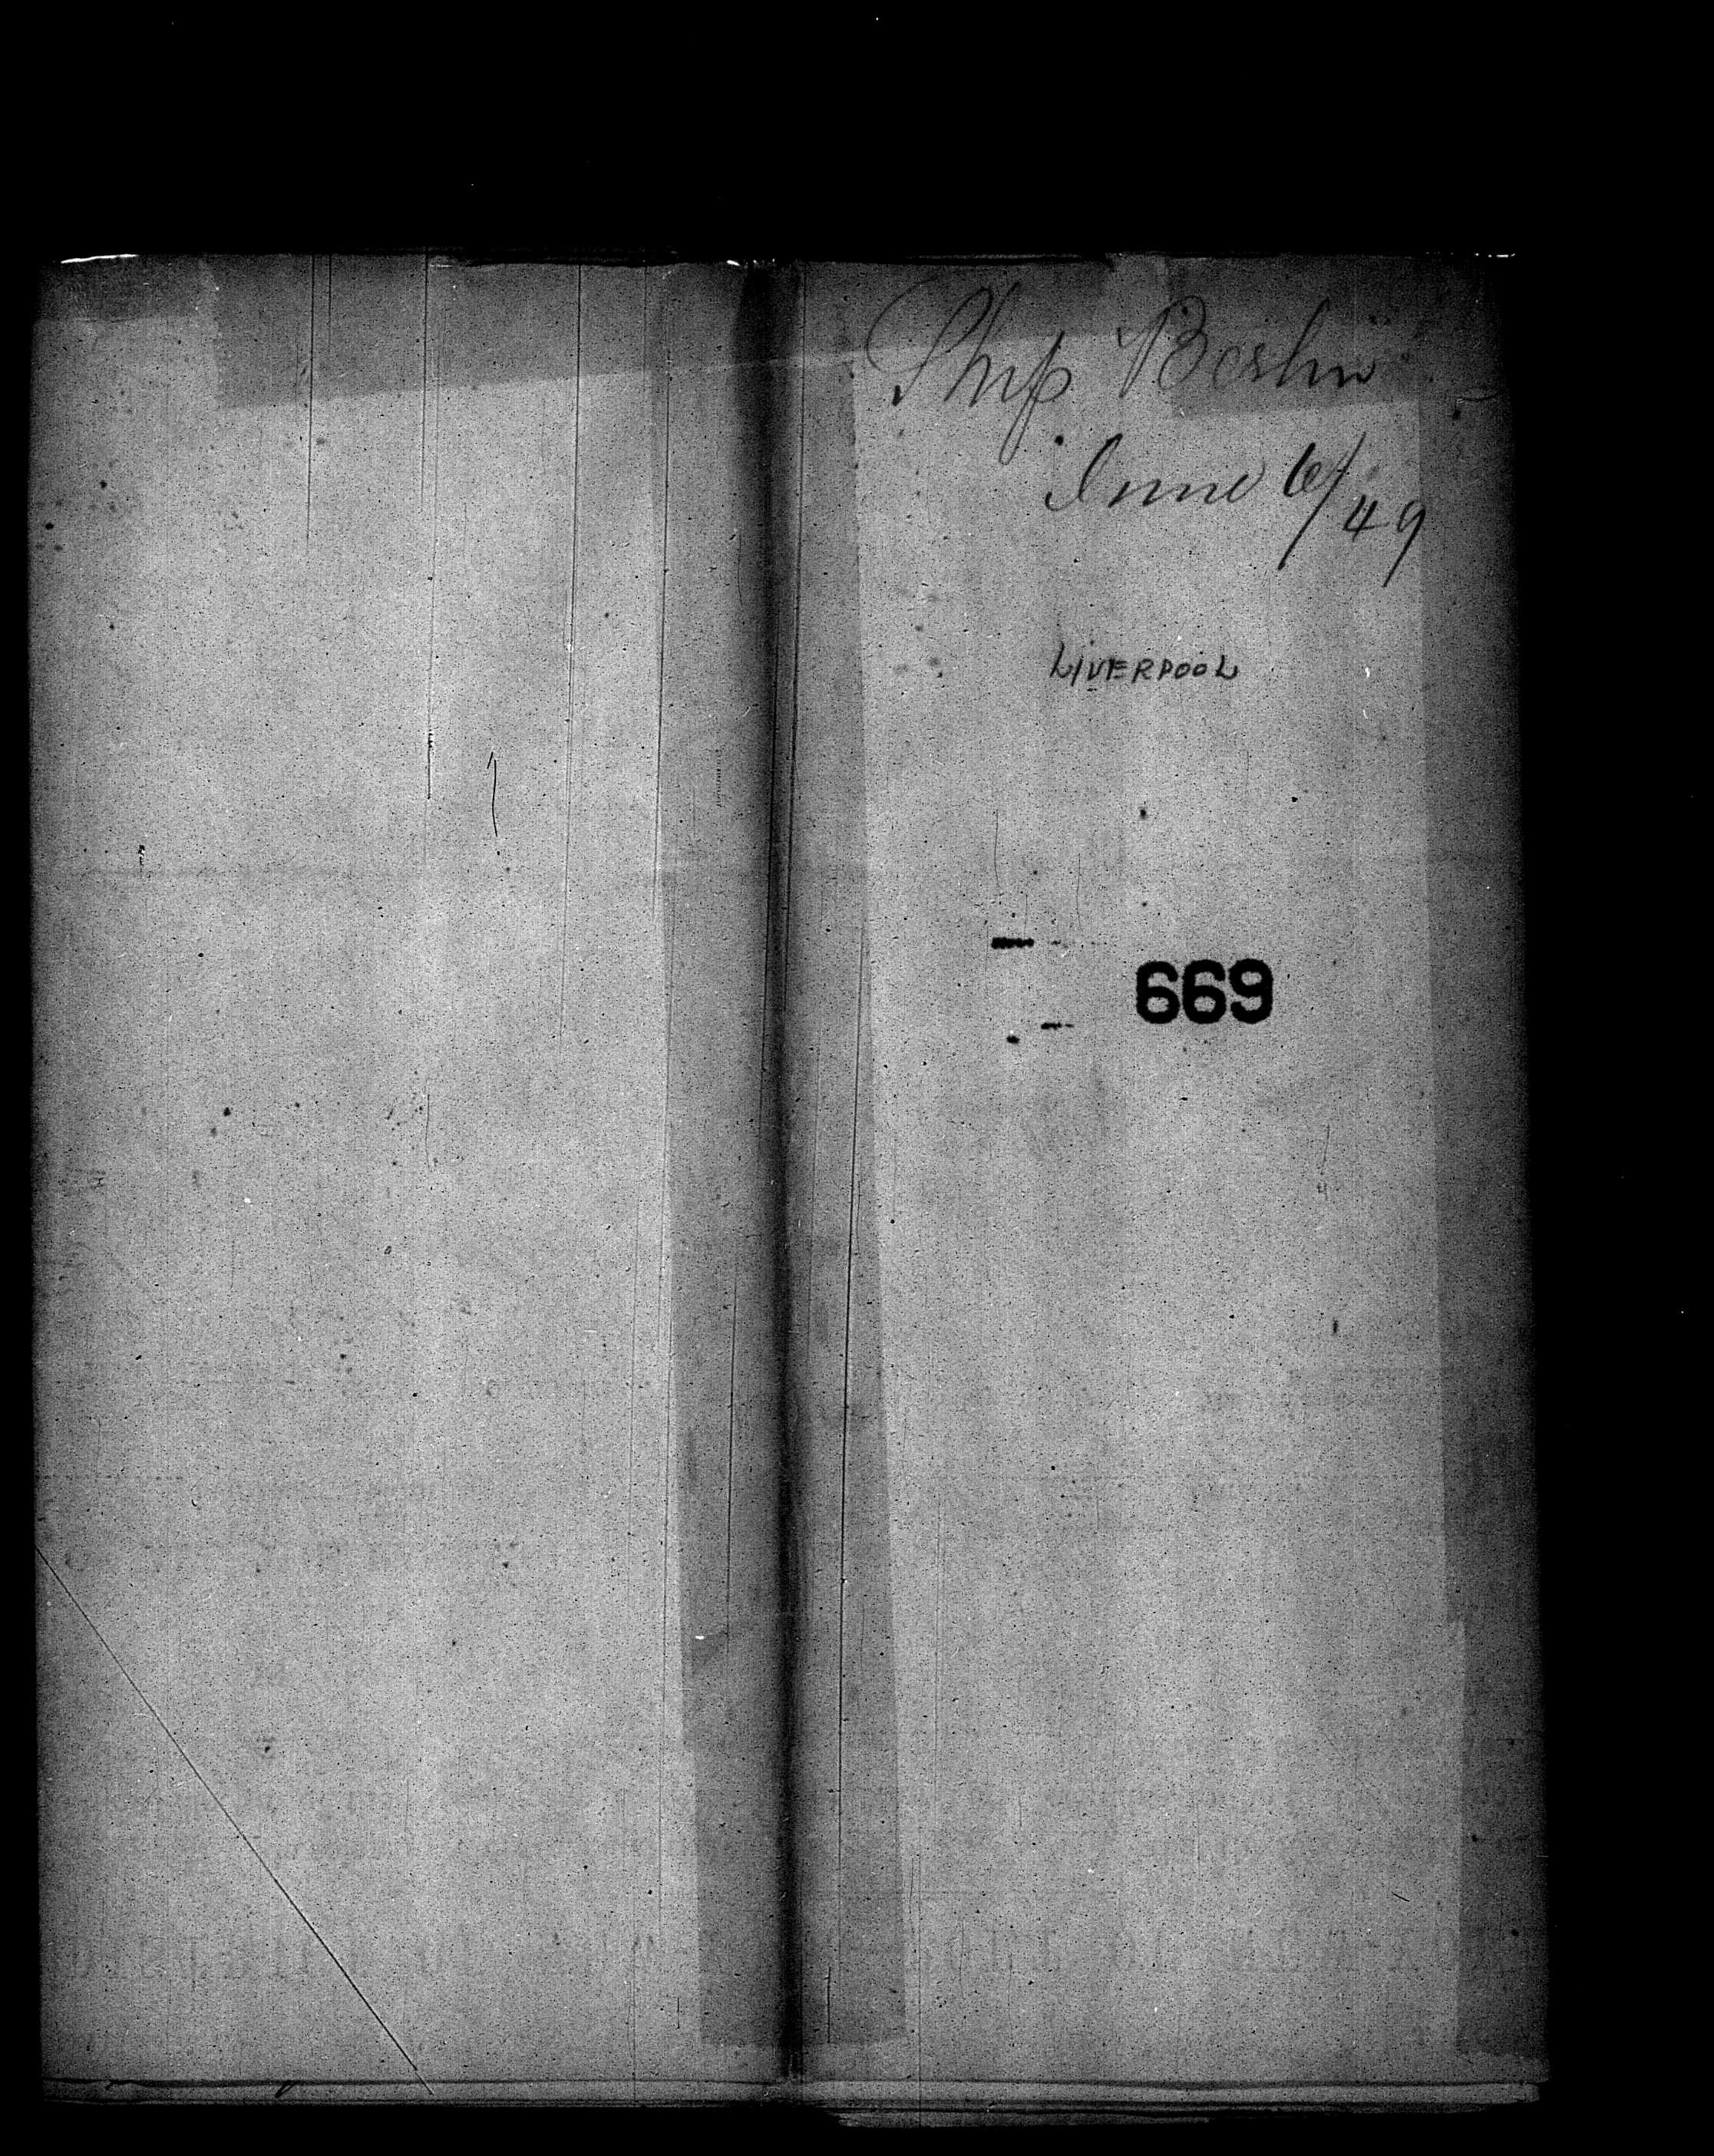 Ship Boston
June 6/49
LIVERPOOL
669